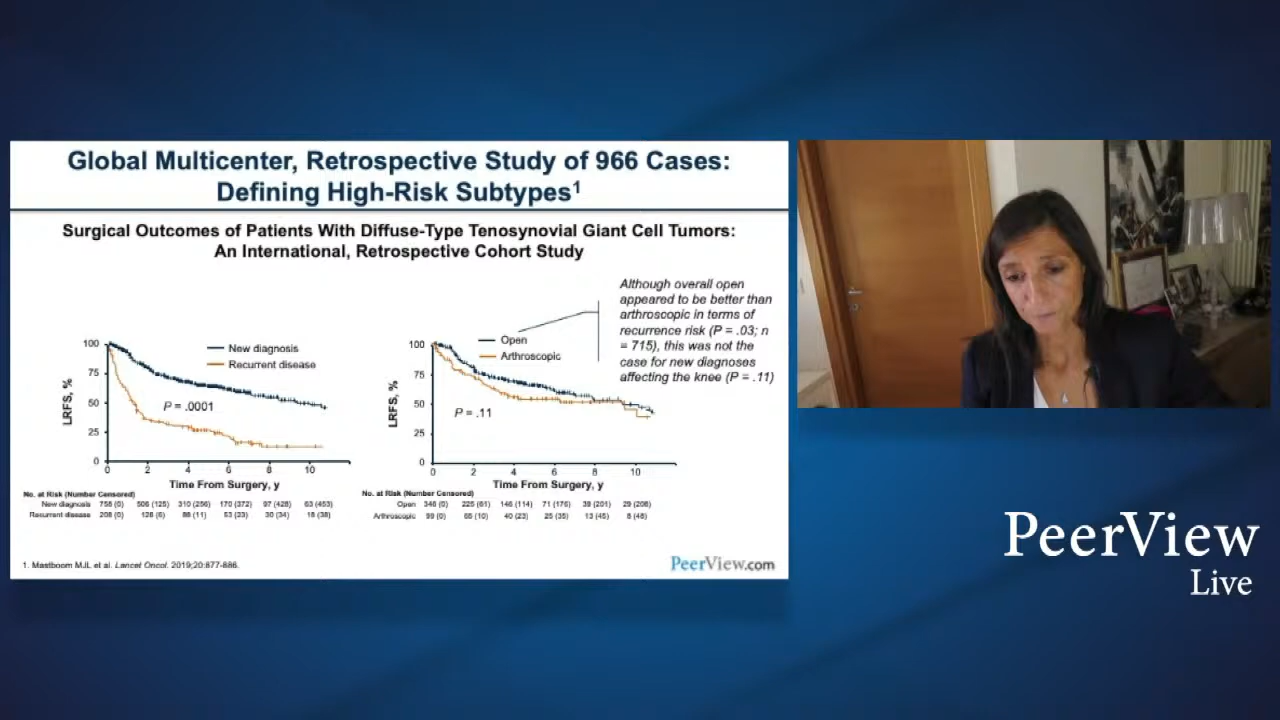 Global Multicenter, Retrospective Study of 966 Cases:
Defining High-Risk Subtypes1
Surgical Outcomes of Patients With Diffuse-Type Tenosynovial Giant Cell Tumors:
An International, Retrospective Cohort Study
Although overall open
appeared to be better than
arthroscopic in terms of
recurrence risk (P = .03; n
= 715), this was not the
case for new diagnoses
affecting the knee (P = .11)
LRFS, %
100
75
50
25
0
New diagnosis
Recurrent disease
P = .0001
0 2 4 6 8 10
Time From Surgery, y
No. at Risk (Number Censored)
New diagnosis 758 (0) 506 (125) 310 (256) 170 (372) 97 (428) 63 (453)
Recurrent disease 208 (0) 128 (6) 88 (11) 53 (23) 30 (34) 18 (38)
LRFS, %
100
75
50
25
0
Open
Arthroscopic
P = .11
0 2 4 6 8 10
Time From Surgery, y
No. at Risk (Number Censored)
Open 346 (0) 225 (61) 146 (114) 71 (176) 39 (201) 29 (208)
Arthroscopic 99 (0) 65 (10) 40 (23) 25 (35) 13 (45) 8 (48)
1. Mastboom MJL et al. Lancet Oncol. 2019;20:877-886.
PeerView.com
PeerView
Live